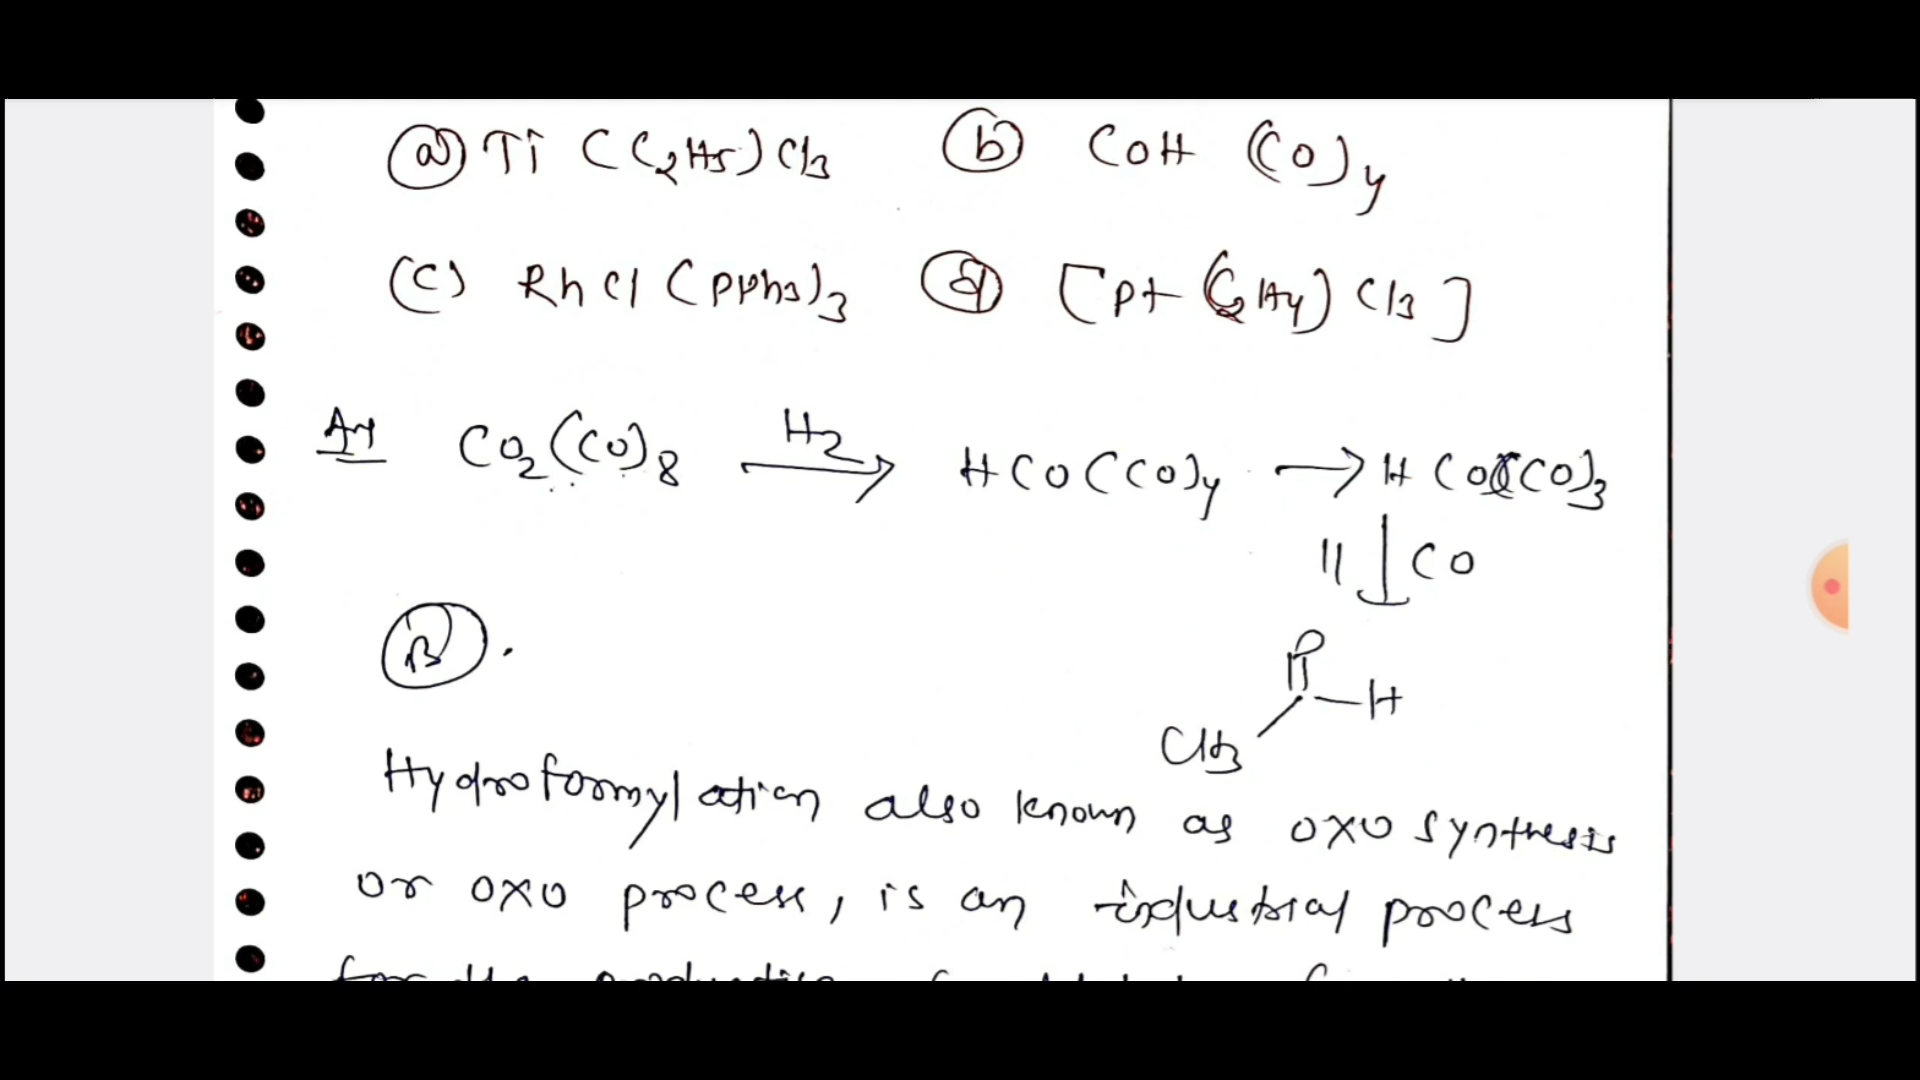 (a) Ti (C₂H₅) Cl₃ (b) CoH (CO)₄
(c) RhCl (PPh₃)₃ (d) [Pt (C₂H₄) Cl₃]
Co₂(CO)₈ —H₂→ HCo(CO)₄ → HCo(CO)₃
|| ↓ CO
O
(B). || —H
CH₃
Hydroformylation also known as oxo synthesis
or oxo process, is an industrial process